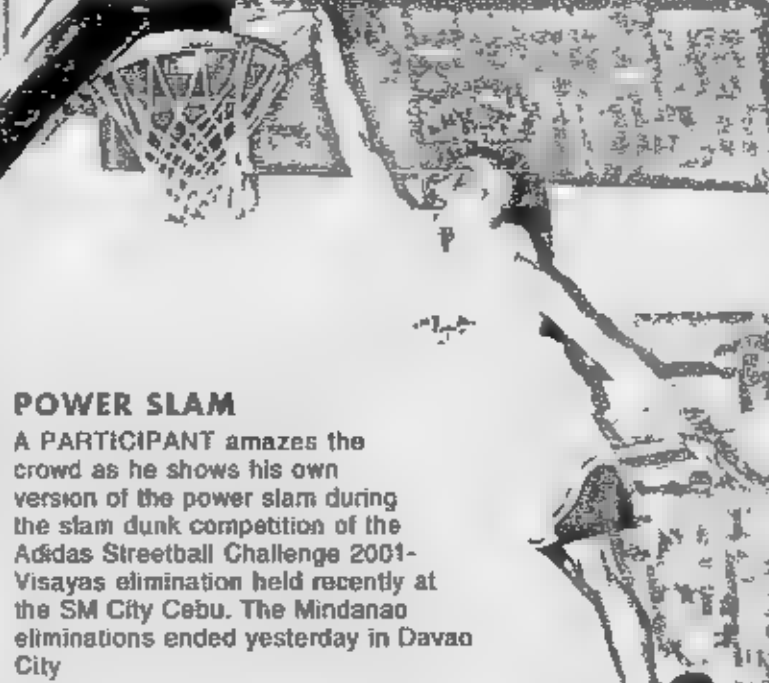 POWER SLAM
A PARTICIPANT amazes the
crowd as he shows his own
version of the power slam during
the slam dunk competition of the
Adidas Streetball Challenge 2001-
Visayas elimination held recently at
the SM City Cebu. The Mindanao
eliminations ended yesterday in Davao
City